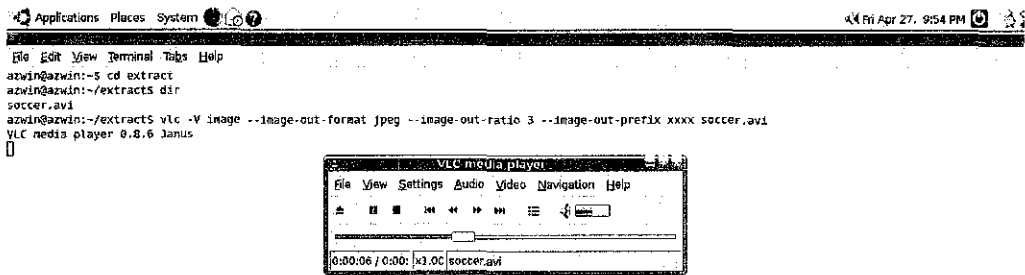 Applications Places System
Fri Apr 27, 9:54 PM
File Edit View Terminal Tabs Help
azwin@azwin:~$ cd extract
azwin@azwin:~/extract$ dir
soccer.avi
azwin@azwin:~/extract$ vlc -V image --image-out-format jpeg --image-out-ratio 3 --image-out-prefix xxxx soccer.avi
VLC media player 0.8.6 Janus
VLC media player
File View Settings Audio Video Navigation Help
0:00:06 / 0:00: x1.00 soccer.avi